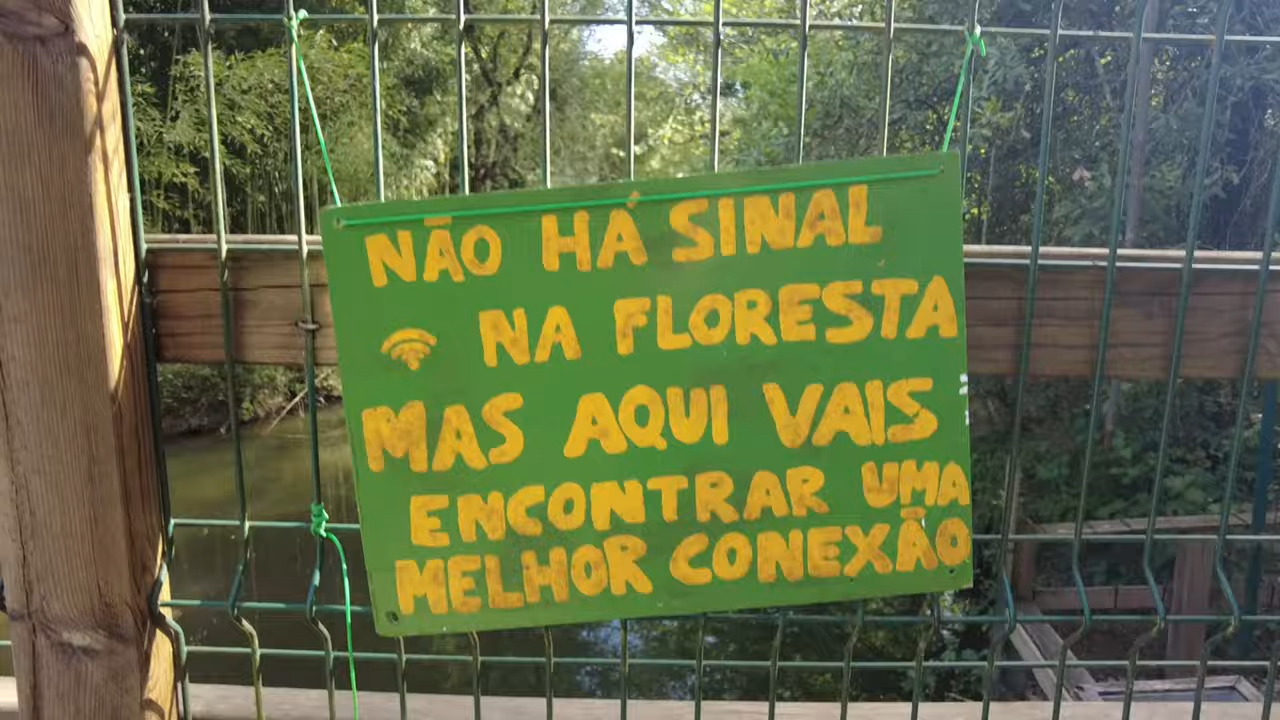 NÃO HÁ SINAL
NA FLORESTA
MAS AQUI VAIS
ENCONTRAR UMA
MELHOR CONEXÃO